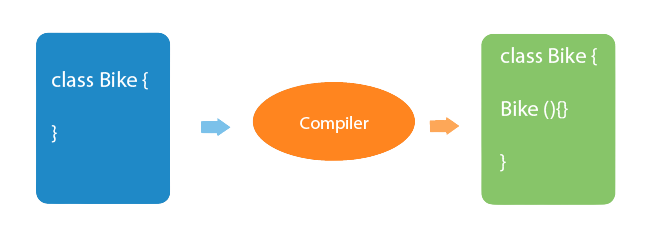 class Bike {
}
Compiler
class Bike {
Bike (){}
}